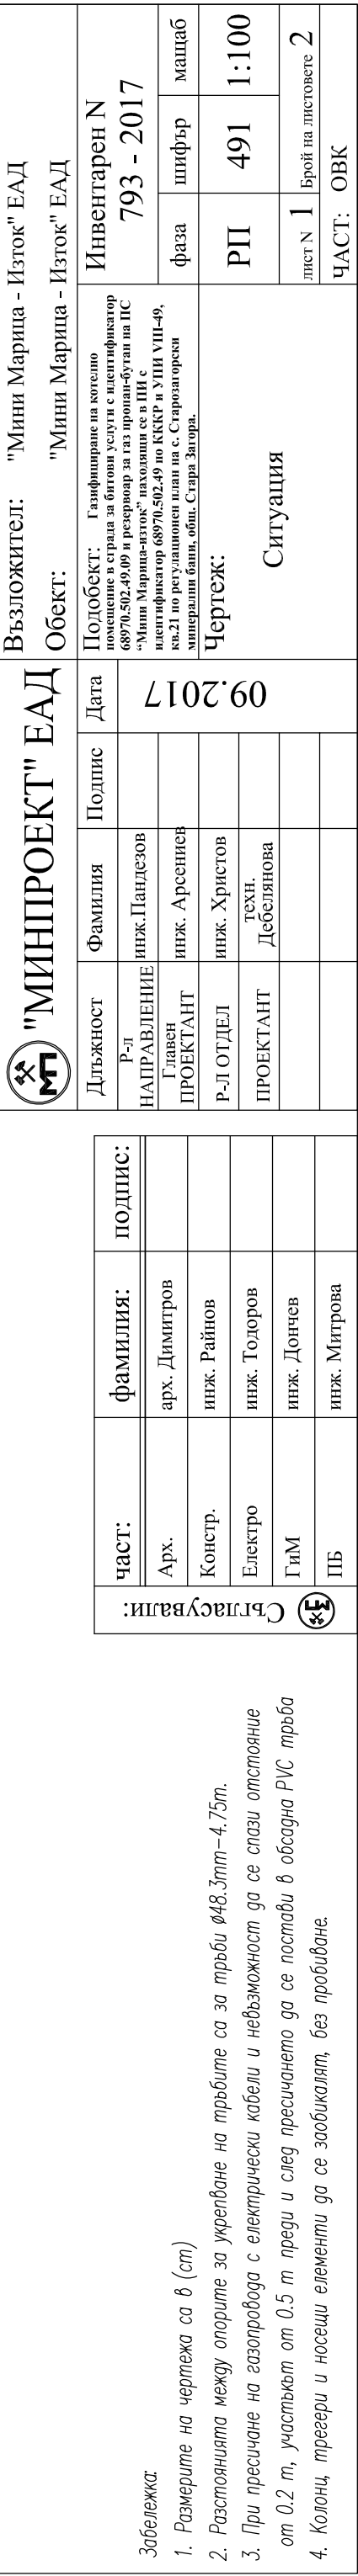 Забележка:
1. Размерите на чертежа са в (cm)
2. Разстоянията между опорите за укрепване на тръбите са за тръби ø48.3mm-4.75m.
3. При пресичане на газопровода с електрически кабели и невъзможност да се спази отстояние
от 0.2 m, участъкът от 0.5 m преди и след пресичането да се постави в обсадна PVC тръба
4. Колони, трегери и носещи елементи да се заобикалят, без пробиване.
Съгласували:
част: фамилия: подпис:
Арх. арх. Димитров
Констр. инж. Райнов
Електро инж. Тодоров
ГиМ инж. Дончев
ПБ инж. Митрова
МП "МИНПРОЕКТ" ЕАД
Длъжност Фамилия Подпис Дата
Р-л
НАПРАВЛЕНИЕ инж.Пандезов
Главен
ПРОЕКТАНТ инж. Арсениев
Р-Л ОТДЕЛ инж. Христов
ПРОЕКТАНТ техн.
Дебелянова
09.2017
Възложител: "Мини Марица - Изток" ЕАД
Обект: "Мини Марица - Изток" ЕАД
Подобект: Газифициране на котелно
помещение в сграда за битови услуги с идентификатор
68970.502.49.09 и резервоар за газ пропан-бутан на ПС
“Мини Марица-изток” находящи се в ПИ с
идентификатор 68970.502.49 по КККР и УПИ VIII-49,
кв.21 по регулационен план на с. Старозагорски
минерални бани, общ. Стара Загора.
Чертеж:
Ситуация
Инвентарен N
793 - 2017
фаза шифър мащаб
РП 491 1:100
лист N 1 Брой на листовете 2
ЧАСТ: ОВК